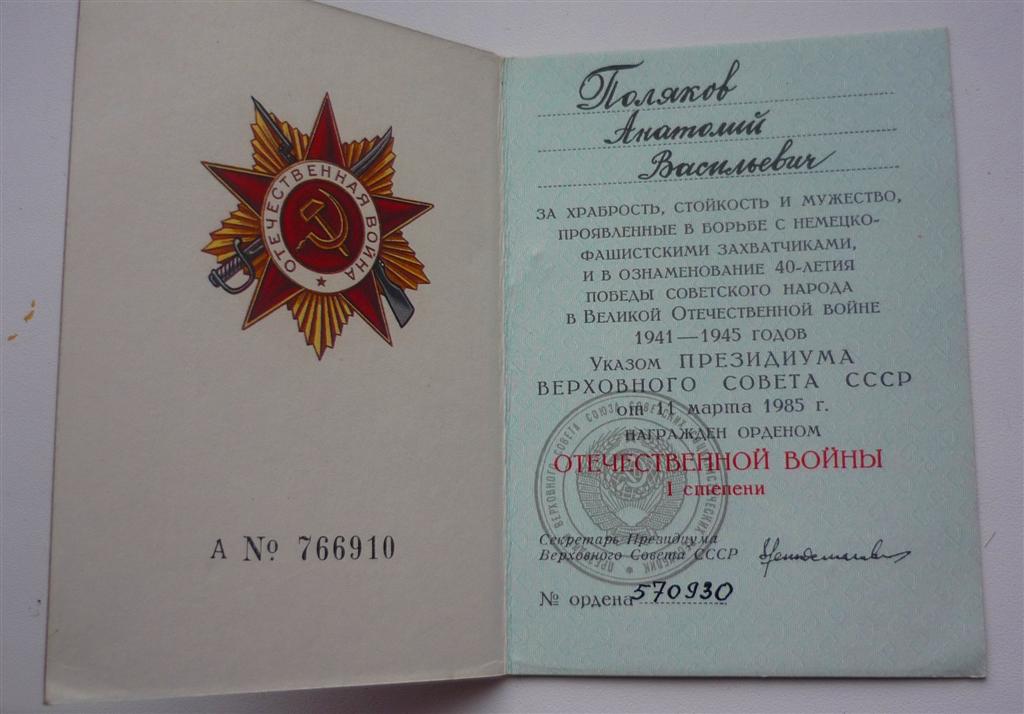 ОТЕЧЕСТВЕННАЯ ВОЙНА
А № 766910
Поляков
Анатолий
Васильевич
ЗА ХРАБРОСТЬ, СТОЙКОСТЬ И МУЖЕСТВО,
ПРОЯВЛЕННЫЕ В БОРЬБЕ С НЕМЕЦКО-
ФАШИСТСКИМИ ЗАХВАТЧИКАМИ,
И В ОЗНАМЕНОВАНИЕ 40-ЛЕТИЯ
ПОБЕДЫ СОВЕТСКОГО НАРОДА
В ВЕЛИКОЙ ОТЕЧЕСТВЕННОЙ ВОЙНЕ
1941—1945 ГОДОВ
УКАЗОМ ПРЕЗИДИУМА
ВЕРХОВНОГО СОВЕТА СССР
от 11 марта 1985 г.
НАГРАЖДЕН ОРДЕНОМ
ОТЕЧЕСТВЕННОЙ ВОЙНЫ
I степени
Секретарь Президиума
Верховного Совета СССР
№ ордена 570930